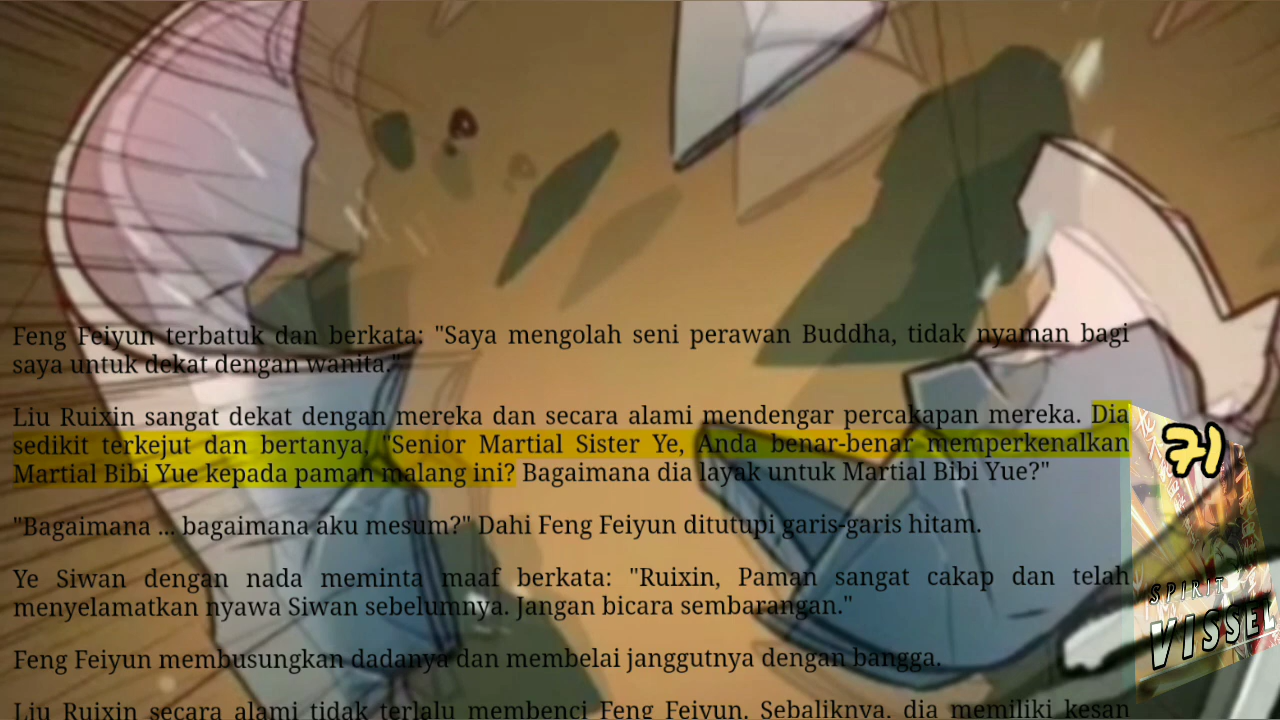 Feng Feiyun terbatuk dan berkata: "Saya mengolah seni perawan Buddha, tidak nyaman bagi
saya untuk dekat dengan wanita."
Liu Ruixin sangat dekat dengan mereka dan secara alami mendengar percakapan mereka. Dia
sedikit terkejut dan bertanya, "Senior Martial Sister Ye, Anda benar-benar memperkenalkan
Martial Bibi Yue kepada paman malang ini? Bagaimana dia layak untuk Martial Bibi Yue?"
"Bagaimana ... bagaimana aku mesum?" Dahi Feng Feiyun ditutupi garis-garis hitam.
Ye Siwan dengan nada meminta maaf berkata: "Ruixin, Paman sangat cakap dan telah
menyelamatkan nyawa Siwan sebelumnya. Jangan bicara sembarangan."
Feng Feiyun membusungkan dadanya dan membelai janggutnya dengan bangga.
Liu Ruixin secara alami tidak terlalu membenci Feng Feiyun. Sebaliknya, dia memiliki kesan
71
SPIRIT
VISSEL